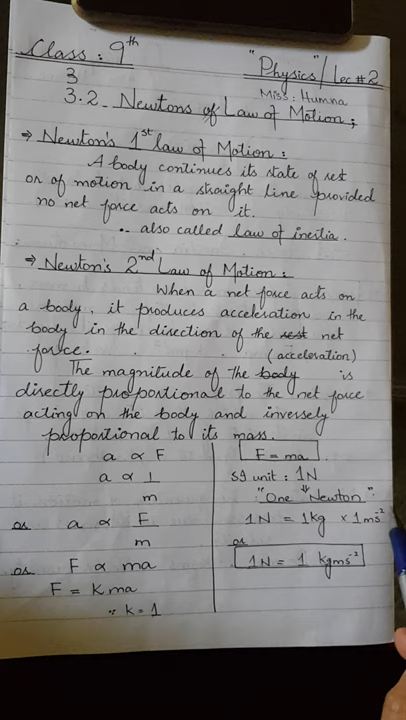 Class : 9th
"Physics"/Lec #2
3
Miss : Humna
3.2 - Newtons of Law of Motion ;
⇒ Newton's 1st law of Motion :
A body continues its state of rest
or of motion in a straight line provided
no net force acts on it.
∴ also called law of inertia.
⇒ Newton's 2nd Law of Motion :
When a net force acts on
a body, it produces acceleration in the
body in the direction of the rest net
force.
(acceleration)
The magnitude of the body is
directly proportional to the net force
acting on the body and inversely
proportional to its mass.
a ∝ F
a ∝ 1
m
or a ∝ F
m
or F ∝ ma
F = Kma
∵ k = 1
F = ma
SI unit : 1N
"One Newton"
1N = 1kg × 1ms⁻²
or
1N = 1 kgms⁻²